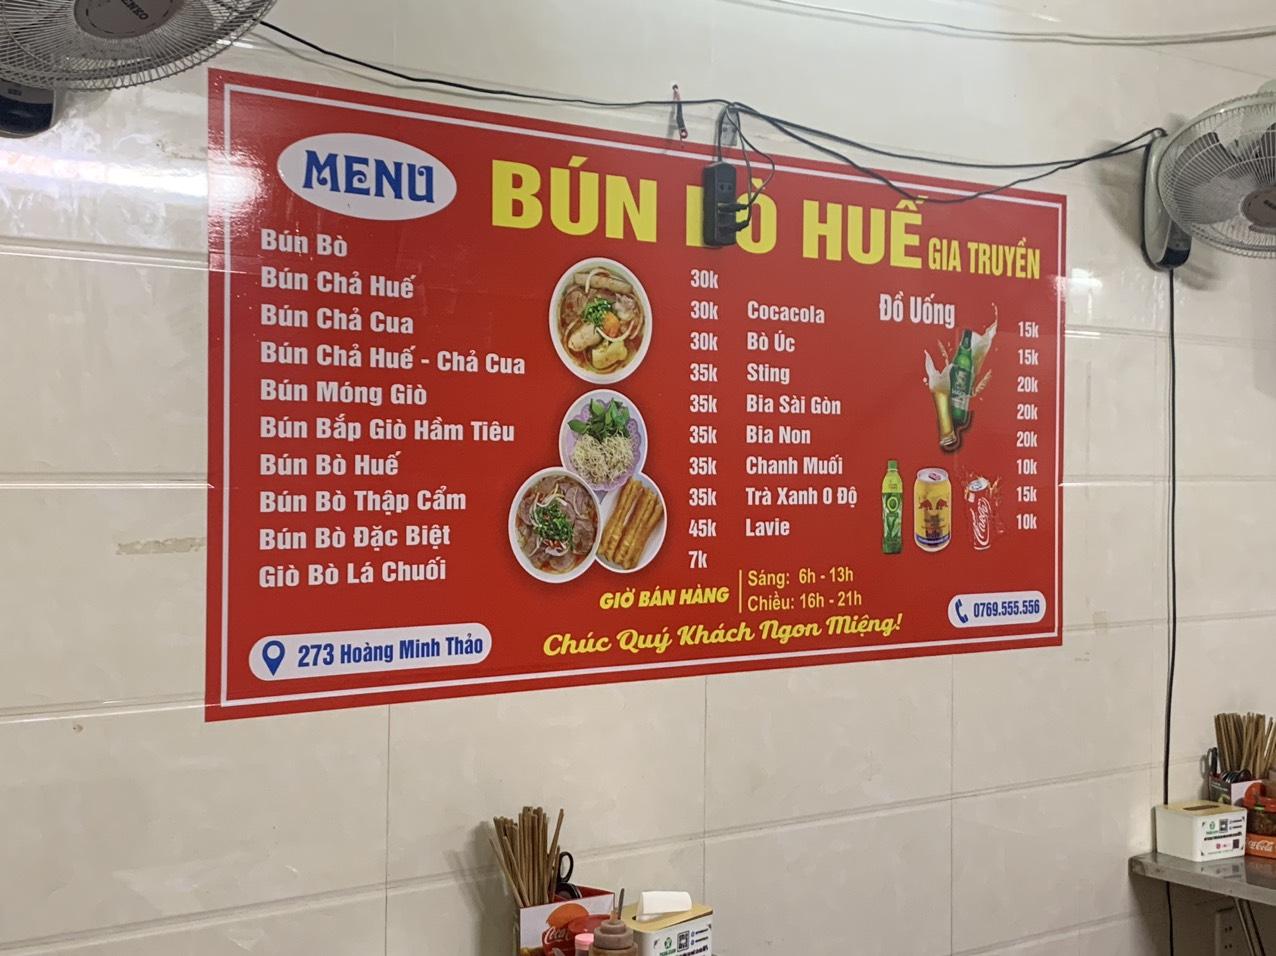 MENU
BÚN BÒ HUẾ GIA TRUYỀN
Bún Bò 30k
Bún Chả Huế 30k
Bún Chả Cua 30k
Bún Chả Huế - Chả Cua 35k
Bún Móng Giò 35k
Bún Bắp Giò Hầm Tiêu 35k
Bún Bò Huế 35k
Bún Bò Thập Cẩm 35k
Bún Bò Đặc Biệt 45k
Giò Bò Lá Chuối 7k
Đồ Uống
Cocacola 15k
Bò Úc 15k
Sting 20k
Bia Sài Gòn 20k
Bia Non 20k
Chanh Muối 10k
Trà Xanh O Độ 15k
Lavie 10k
GIỜ BÁN HÀNG
Sáng: 6h - 13h
Chiều: 16h - 21h
Chúc Quý Khách Ngon Miệng!
273 Hoàng Minh Thảo
0769.555.556
Coca-Cola
Coca-Cola